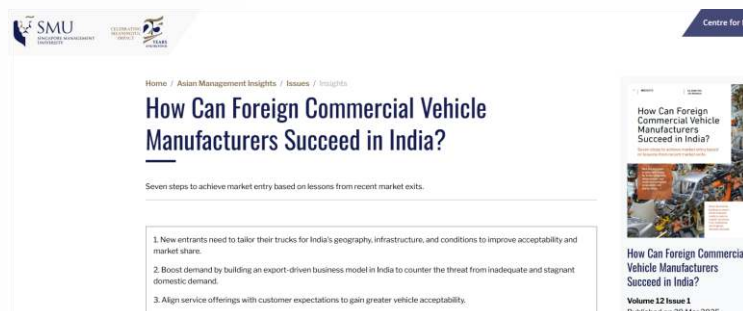 SMU
SINGAPORE MANAGEMENT
UNIVERSITY
CELEBRATING
MEANINGFUL
IMPACT
25
YEARS
Centre for
Home / Asian Management Insights / Issues / Insights
How Can Foreign Commercial Vehicle
Manufacturers Succeed in India?
Seven steps to achieve market entry based on lessons from recent market exits.
1. New entrants need to tailor their trucks for India's geography, infrastructure, and conditions to improve acceptability and
market share.
2. Boost demand by building an export-driven business model in India to counter the threat from inadequate and stagnant
domestic demand.
3. Align service offerings with customer expectations to gain greater vehicle acceptability.
How Can Foreign
Commercial Vehicle
Manufacturers
Succeed in India?
How Can Foreign Commercia
Vehicle Manufacturers
Succeed in India?
Volume 12 Issue 1